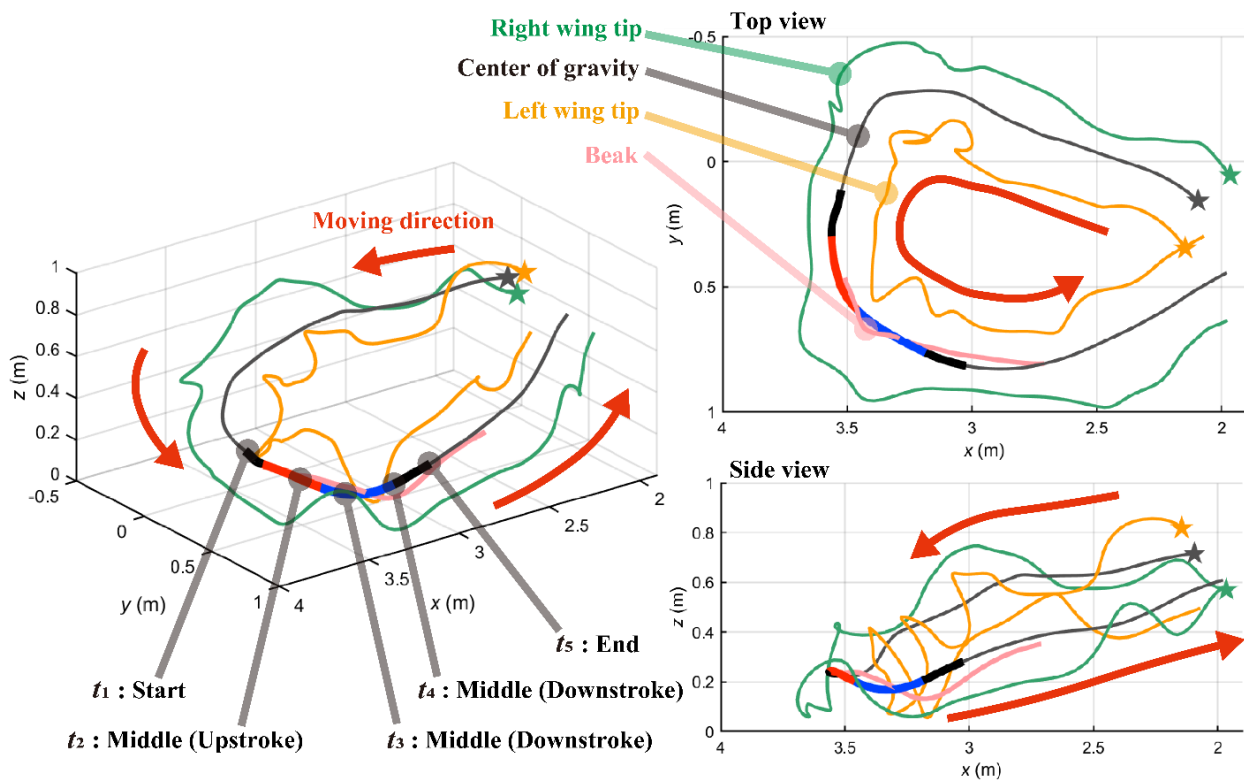 Right wing tip
Center of gravity
Left wing tip
Beak
Top view
-0.5
0
0.5
1
y (m)
4
3.5
3
2.5
2
x (m)
Moving direction
1
0.8
0.6
0.4
0.2
0
z (m)
-0.5
0
0.5
1
y (m)
4
3.5
3
2.5
2
x (m)
t₁ : Start
t₂ : Middle (Upstroke)
t₃ : Middle (Downstroke)
t₄ : Middle (Downstroke)
t₅ : End
Side view
1
0.8
0.6
0.4
0.2
0
z (m)
4
3.5
3
2.5
2
x (m)